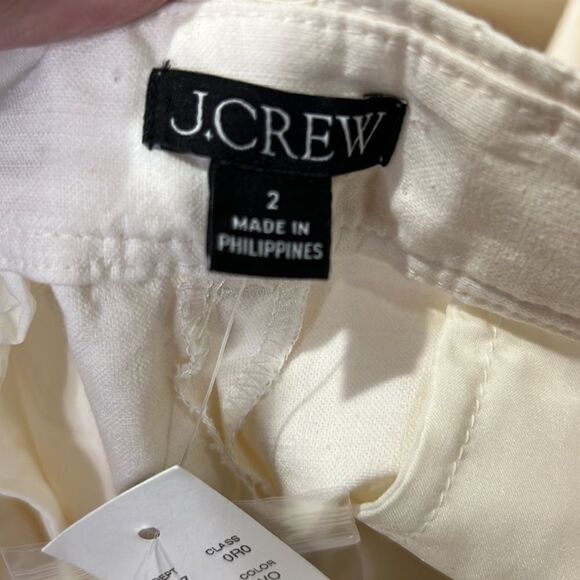 J.CREW
2
MADE IN
PHILIPPINES
CLASS
0R0
COLOR